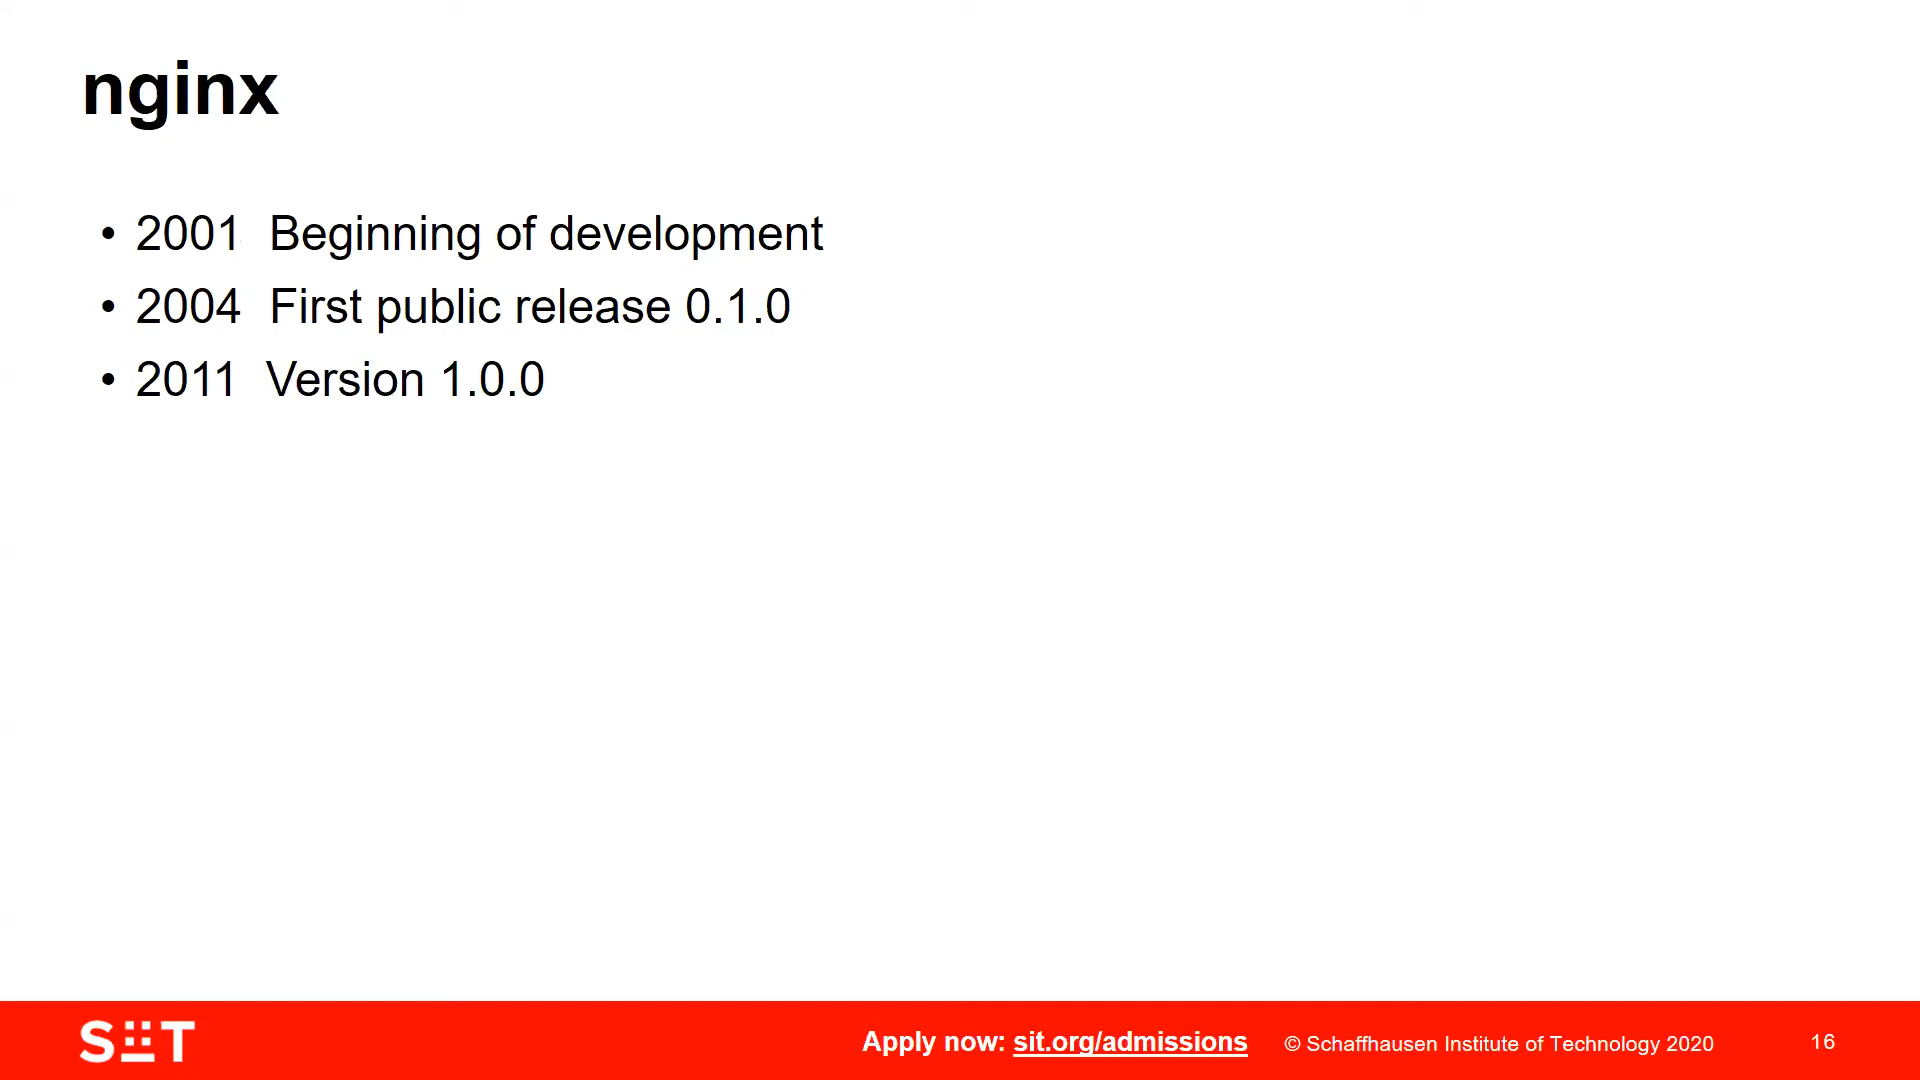 nginx
• 2001 Beginning of development
• 2004 First public release 0.1.0
• 2011 Version 1.0.0
SIT
Apply now: sit.org/admissions © Schaffhausen Institute of Technology 2020 16